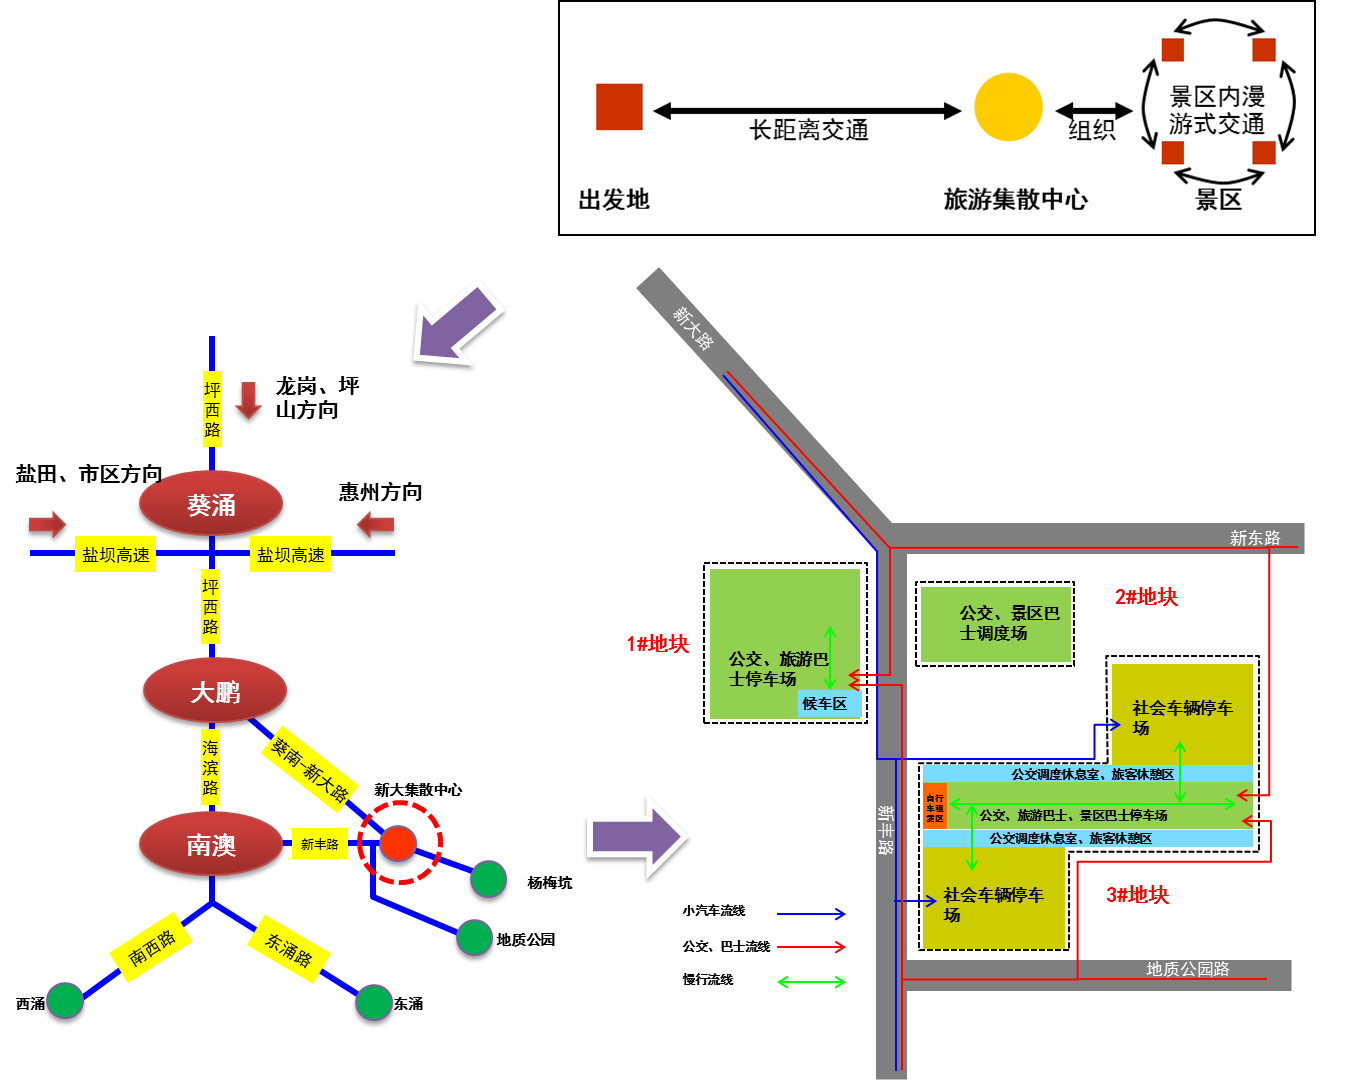 长距离交通
组织
景区内漫
游式交通
出发地
旅游集散中心
景区
新大路
龙岗、坪
山方向
坪
西
路
盐田、市区方向
葵涌
惠州方向
盐坝高速
盐坝高速
坪
西
路
大鹏
海
滨
路
葵南-新大路
新大集散中心
南澳
新丰路
杨梅坑
地质公园
南西路
东涌路
西涌
东涌
新东路
1#地块
公交、旅游巴
士停车场
候车区
公交、景区巴
士调度场
2#地块
社会车辆停车
场
公交调度休息室、旅客休憩区
自行
车租
赁区
公交、旅游巴士、景区巴士停车场
公交调度休息室、旅客休憩区
新丰路
社会车辆停车
场
3#地块
小汽车流线
公交、巴士流线
慢行流线
地质公园路